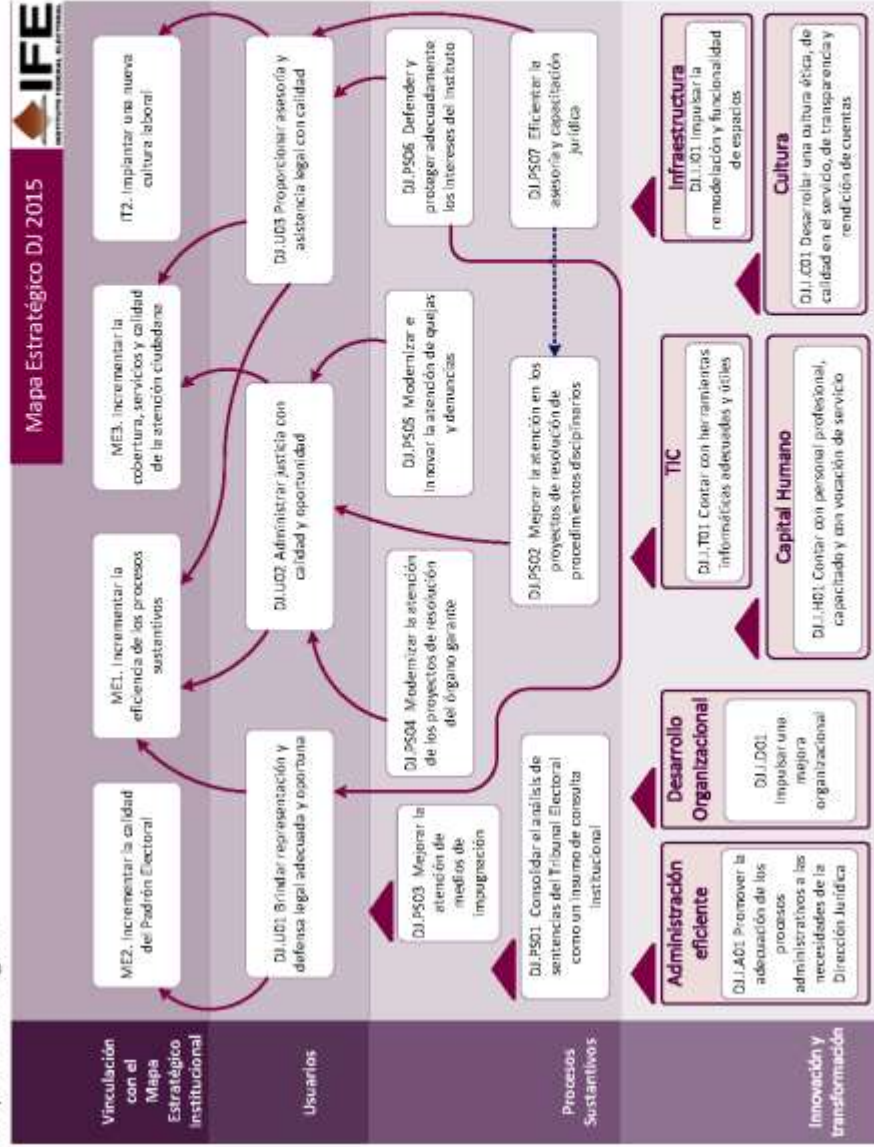 Mapa Estratégico DJ 2015
IFE
INSTITUTO FEDERAL ELECTORAL
Vinculación
con el
Mapa
Estratégico
Institucional
ME2. Incrementar la calidad
del Padrón Electoral
ME1. Incrementar la
eficiencia de los procesos
sustantivos
ME3. Incrementar la
cobertura, servicios y calidad
de la atención ciudadana
IT2. Implantar una nueva
cultura laboral
Usuarios
DJ.U01 Brindar representación y
defensa legal adecuada y oportuna
DJ.U02 Administrar justicia con
calidad y oportunidad
DJ.U03 Proporcionar asesoría y
asistencia legal con calidad
Procesos
Sustantivos
DJ.PS03 Mejorar la
atención de
medios de
impugnación
DJ.PS04 Modernizar la atención
de los proyectos de resolución
del órgano garante
DJ.PS05 Modernizar e
innovar la atención de quejas
y denuncias
DJ.PS06 Defender y
proteger adecuadamente
los intereses del Instituto
DJ.PS01 Consolidar el análisis de
sentencias del Tribunal Electoral
como un insumo de consulta
institucional
DJ.PS02 Mejorar la atención en los
proyectos de resolución de
procedimientos disciplinarios
DJ.PS07 Eficientar la
asesoría y capacitación
jurídica
Innovación y
transformación
Administración
eficiente
DJ.I.A01 Promover la
adecuación de los
procesos
administrativos a las
necesidades de la
Dirección Jurídica
Desarrollo
Organizacional
DJ.I.D01
Impulsar una
mejora
organizacional
TIC
DJ.I.T01 Contar con herramientas
informáticas adecuadas y útiles
Capital Humano
DJ.I.H01 Contar con personal profesional,
capacitado y con vocación de servicio
Infraestructura
DJ.I.I01 Impulsar la
remodelación y funcionalidad
de espacios
Cultura
DJ.I.C01 Desarrollar una cultura ética, de
calidad en el servicio, de transparencia y
rendición de cuentas